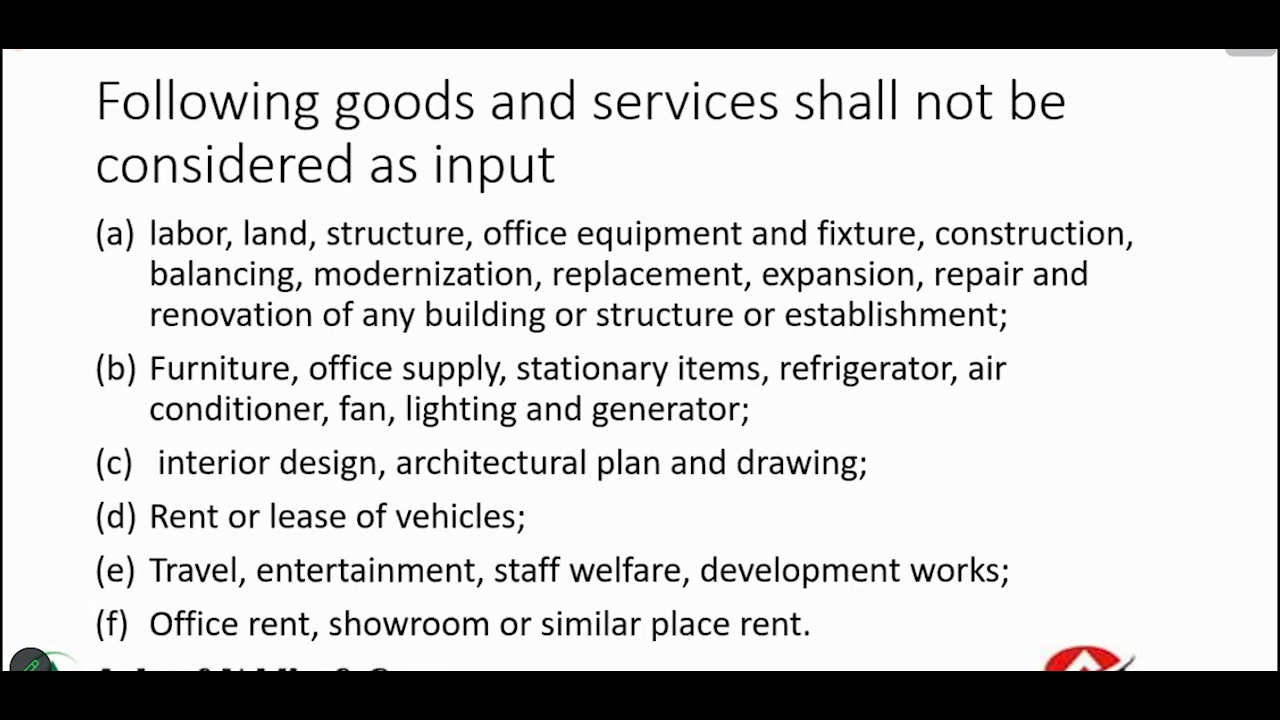 Following goods and services shall not be
considered as input
(a) labor, land, structure, office equipment and fixture, construction,
balancing, modernization, replacement, expansion, repair and
renovation of any building or structure or establishment;
(b) Furniture, office supply, stationary items, refrigerator, air
conditioner, fan, lighting and generator;
(c) interior design, architectural plan and drawing;
(d) Rent or lease of vehicles;
(e) Travel, entertainment, staff welfare, development works;
(f) Office rent, showroom or similar place rent.